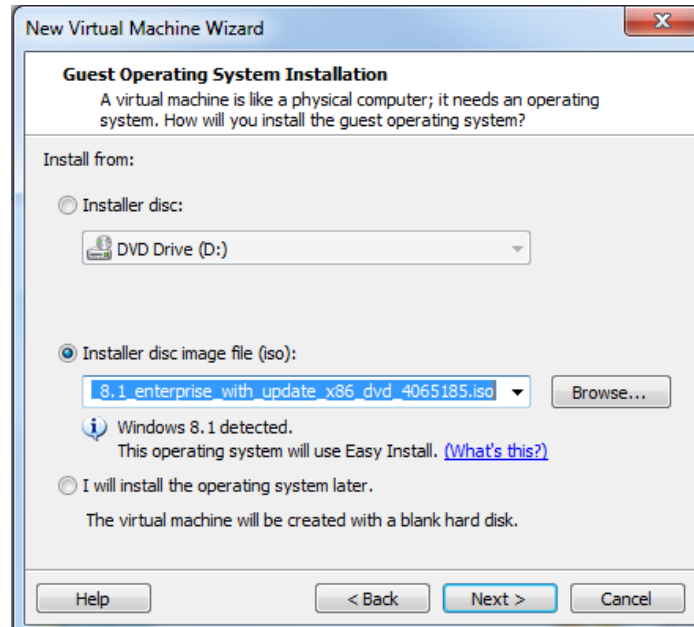 New Virtual Machine Wizard
Guest Operating System Installation
A virtual machine is like a physical computer; it needs an operating
system. How will you install the guest operating system?
Install from:
Installer disc:
DVD Drive (D:)
Installer disc image file (iso):
8.1_enterprise_with_update_x86_dvd_4065185.iso
Browse...
Windows 8.1 detected.
This operating system will use Easy Install. (What's this?)
I will install the operating system later.
The virtual machine will be created with a blank hard disk.
Help < Back Next > Cancel